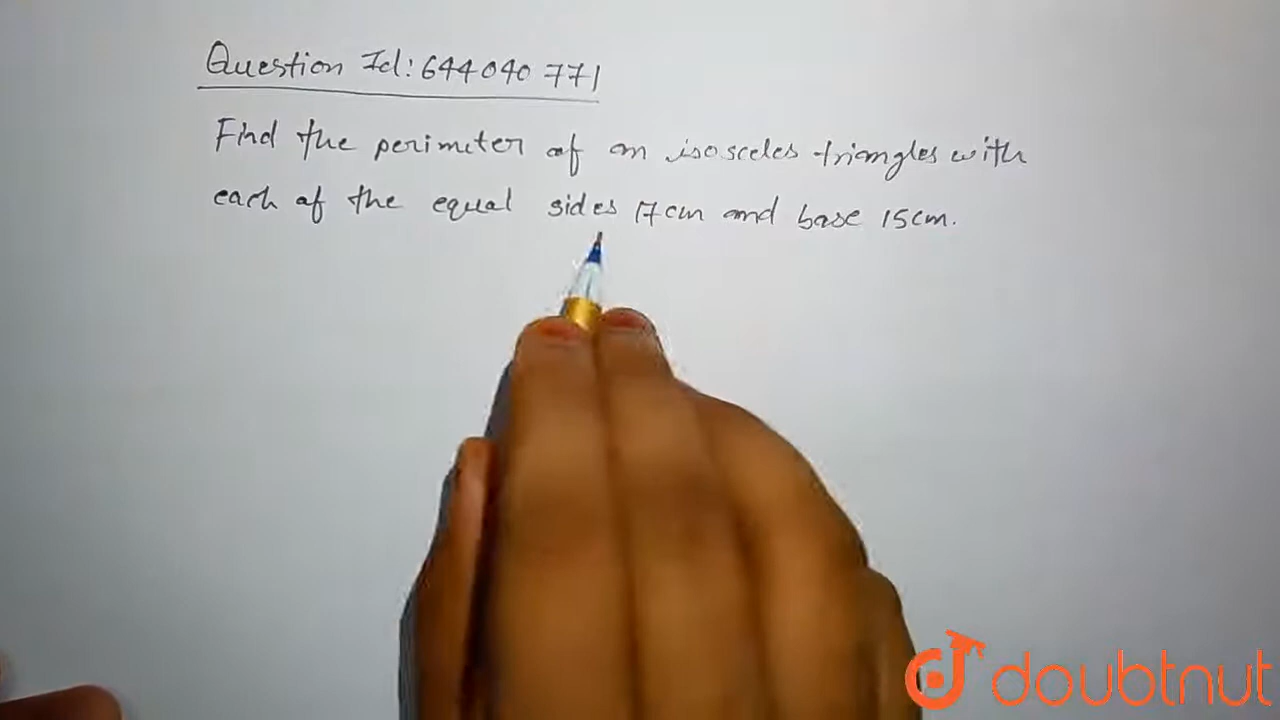 Question Id: 644040771
Find the perimeter of an isosceles triangles with
each of the equal sides 17cm and base 15cm.
doubtnut